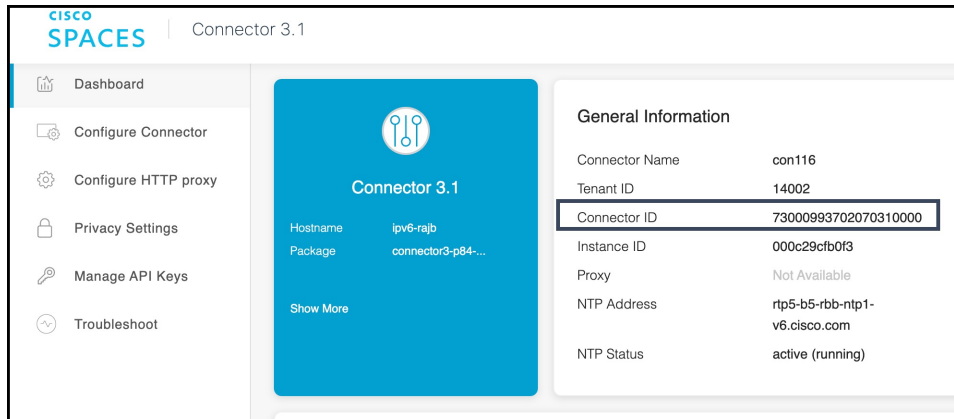 CISCO
SPACES
Connector 3.1
Dashboard
Configure Connector
Configure HTTP proxy
Privacy Settings
Manage API Keys
Troubleshoot
Connector 3.1
Hostname ipv6-rajb
Package connector3-p84-...
Show More
General Information
Connector Name con116
Tenant ID 14002
Connector ID 73000993702070310000
Instance ID 000c29cfb0f3
Proxy Not Available
NTP Address rtp5-b5-rbb-ntp1-
v6.cisco.com
NTP Status active (running)